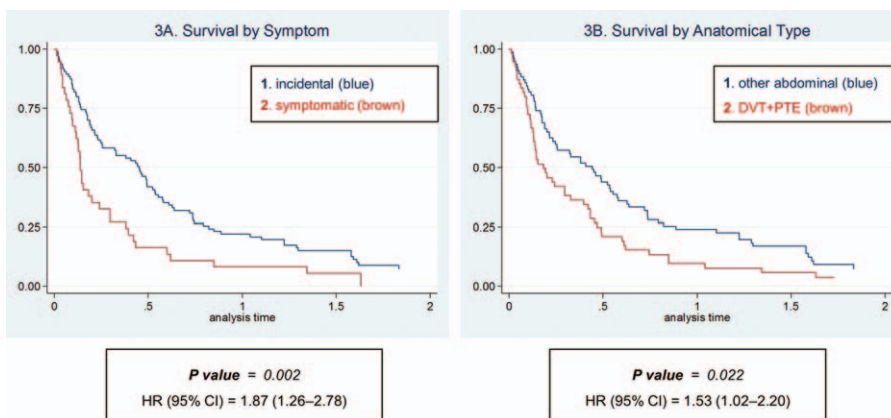 3A. Survival by Symptom
1.00
0.75
0.50
0.25
0.00
1. incidental (blue)
2. symptomatic (brown)
0
.5
1
1.5
2
analysis time
P value = 0.002
HR (95% CI) = 1.87 (1.26–2.78)
3B. Survival by Anatomical Type
1.00
0.75
0.50
0.25
0.00
1. other abdominal (blue)
2. DVT+PTE (brown)
0
.5
1
1.5
2
analysis time
P value = 0.022
HR (95% CI) = 1.53 (1.02–2.20)